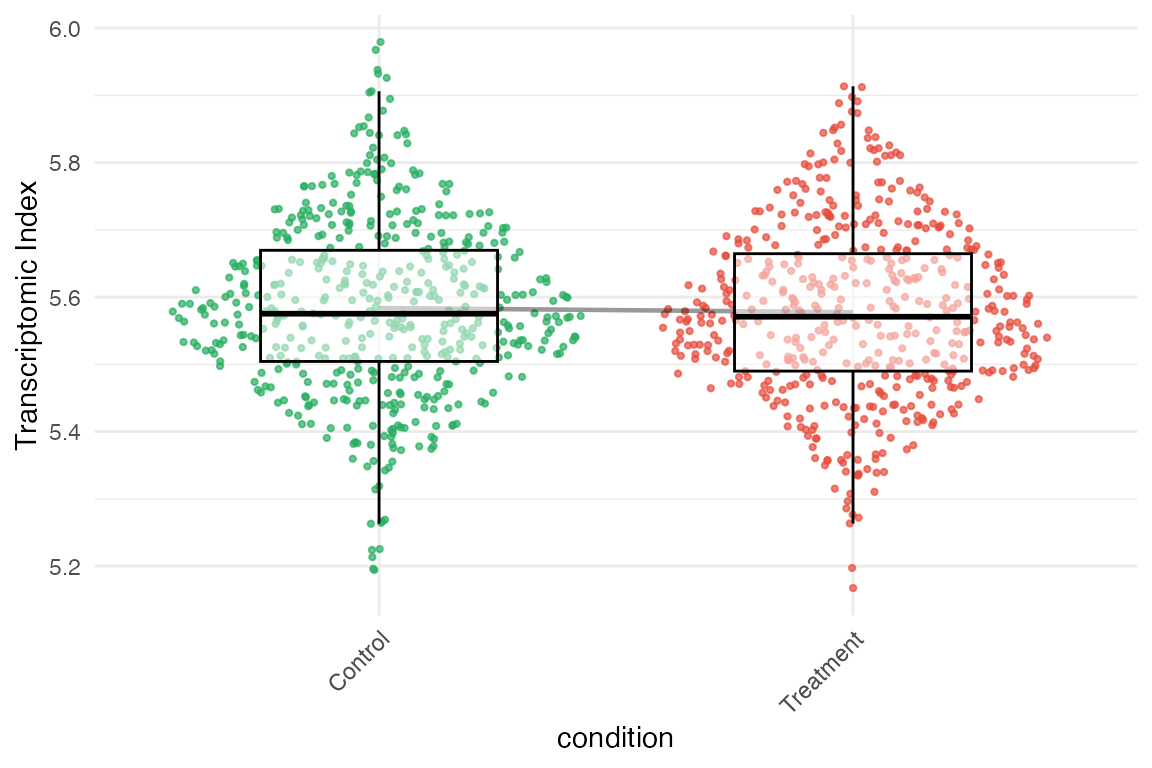 6.0
5.8
5.6
5.4
5.2
Transcriptomic Index
Control
Treatment
condition